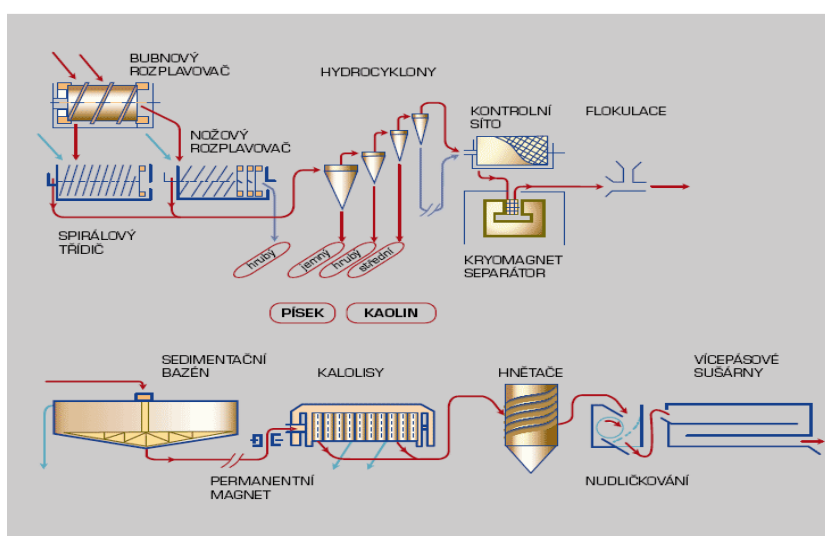 BUBNOVÝ
ROZPLAVOVAČ
HYDROCYKLONY
KONTROLNÍ
SÍTO
FLOKULACE
NOŽOVÝ
ROZPLAVOVAČ
SPIRÁLOVÝ
TŘÍDIČ
hrubý
jemný
hrubý
střední
KRYOMAGNET
SEPARÁTOR
PÍSEK
KAOLIN
SEDIMENTAČNÍ
BAZÉN
KALOLISY
HNĚTAČE
VÍCEPÁSOVÉ
SUŠÁRNY
PERMANENTNÍ
MAGNET
NUDLIČKOVÁNÍ